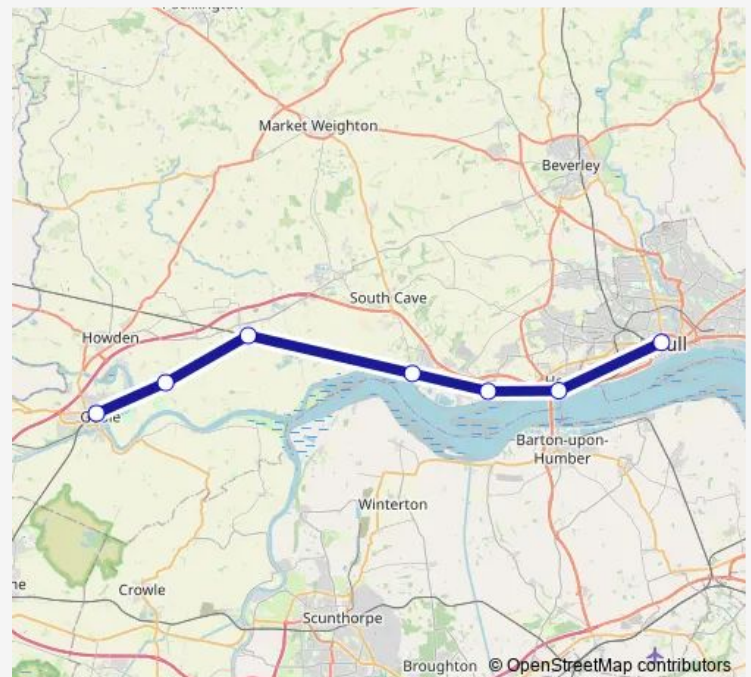 Market Weighton
Beverley
South Cave
Howden
Barton-upon-
Humber
Winterton
Crowle
Scunthorpe
Broughton
© OpenStreetMap contributors